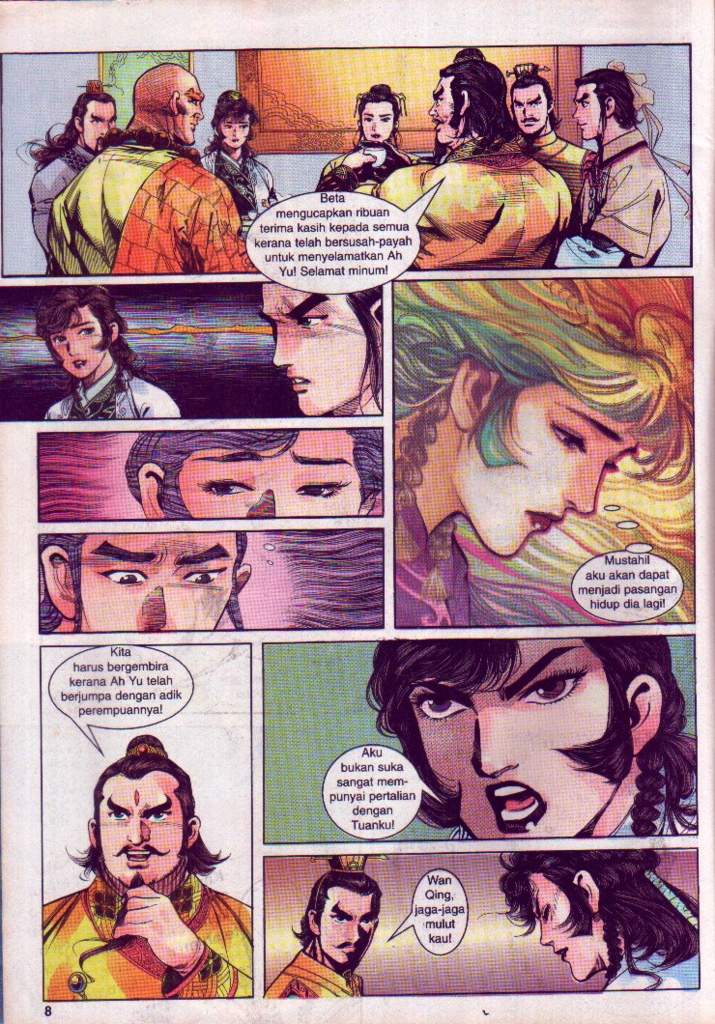 Beta
mengucapkan ribuan
terima kasih kepada semua
kerana telah bersusah-payah
untuk menyelamatkan Ah
Yu! Selamat minum!
Mustahil
aku akan dapat
menjadi pasangan
hidup dia lagi!
Kita
harus bergembira
kerana Ah Yu telah
berjumpa dengan adik
perempuannya!
Aku
bukan suka
sangat mem-
punyai pertalian
dengan
Tuanku!
Wan
Qing,
jaga-jaga
mulut
kau!
8